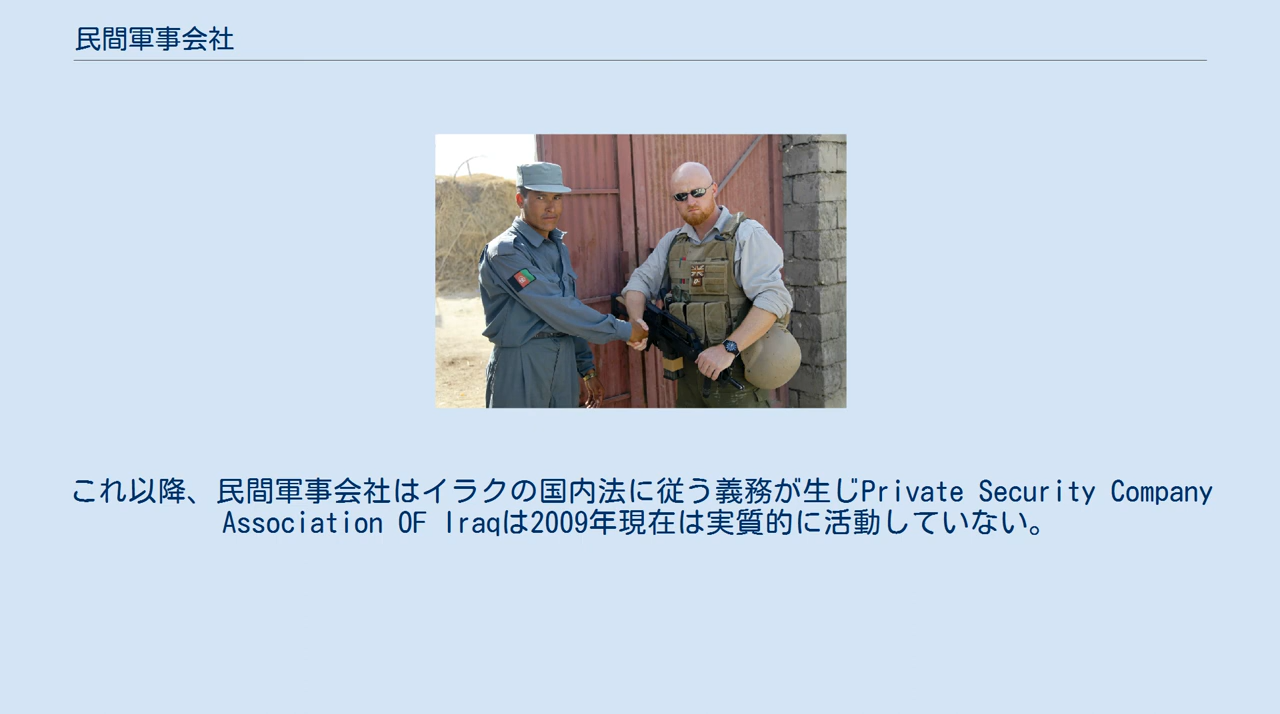 民間軍事会社
これ以降、民間軍事会社はイラクの国内法に従う義務が生じPrivate Security Company
Association OF Iraqは2009年現在は実質的に活動していない。